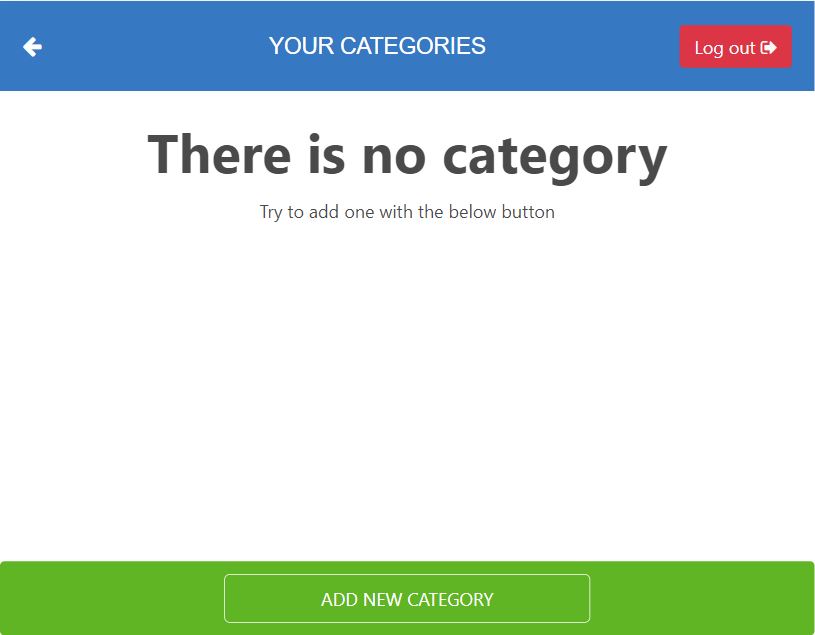 YOUR CATEGORIES
Log out
There is no category
Try to add one with the below button
ADD NEW CATEGORY